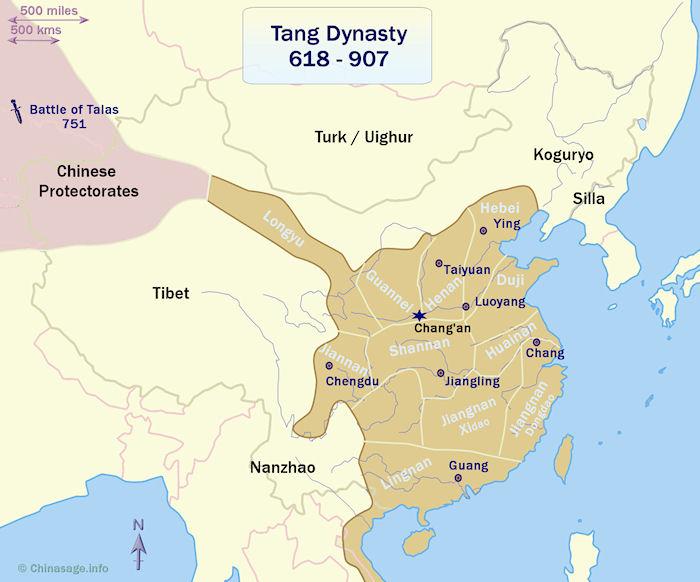 500 miles
500 kms
Tang Dynasty
618 - 907
Battle of Talas
751
Turk / Uighur
Koguryo
Chinese
Protectorates
Silla
Hebei
Longyu
Ying
Taiyuan
Guannei
Henan
Duji
Tibet
Luoyang
Chang'an
Shannan
Huainan
Jiannan
Chang
Chengdu
Jiangling
Jiangnan
Xidao
Jiangnan
Dongdao
Nanzhao
Lingnan
Guang
N
© Chinasage.info